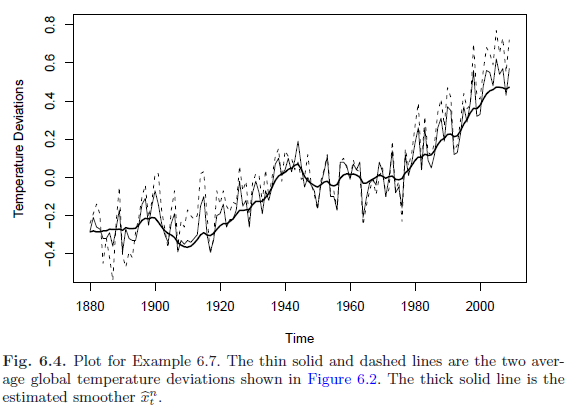 0.8
0.6
0.4
0.2
0.0
−0.2
−0.4
Temperature Deviations
1880 1900 1920 1940 1960 1980 2000
Time
Fig. 6.4. Plot for Example 6.7. The thin solid and dashed lines are the two aver-
age global temperature deviations shown in Figure 6.2. The thick solid line is the
estimated smoother x̂ₜⁿ.